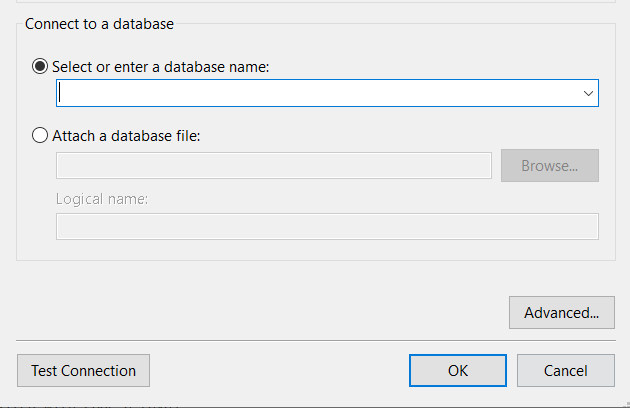 Connect to a database
Select or enter a database name:
Attach a database file:
Browse...
Logical name:
Advanced...
Test Connection
OK
Cancel